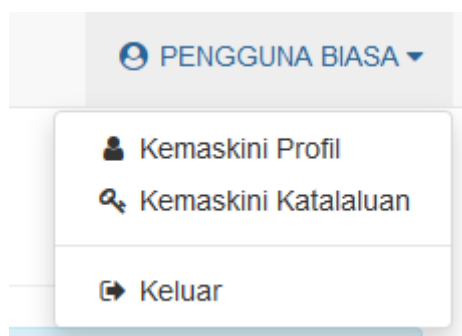 PENGGUNA BIASA
Kemaskini Profil
Kemaskini Katalaluan
Keluar